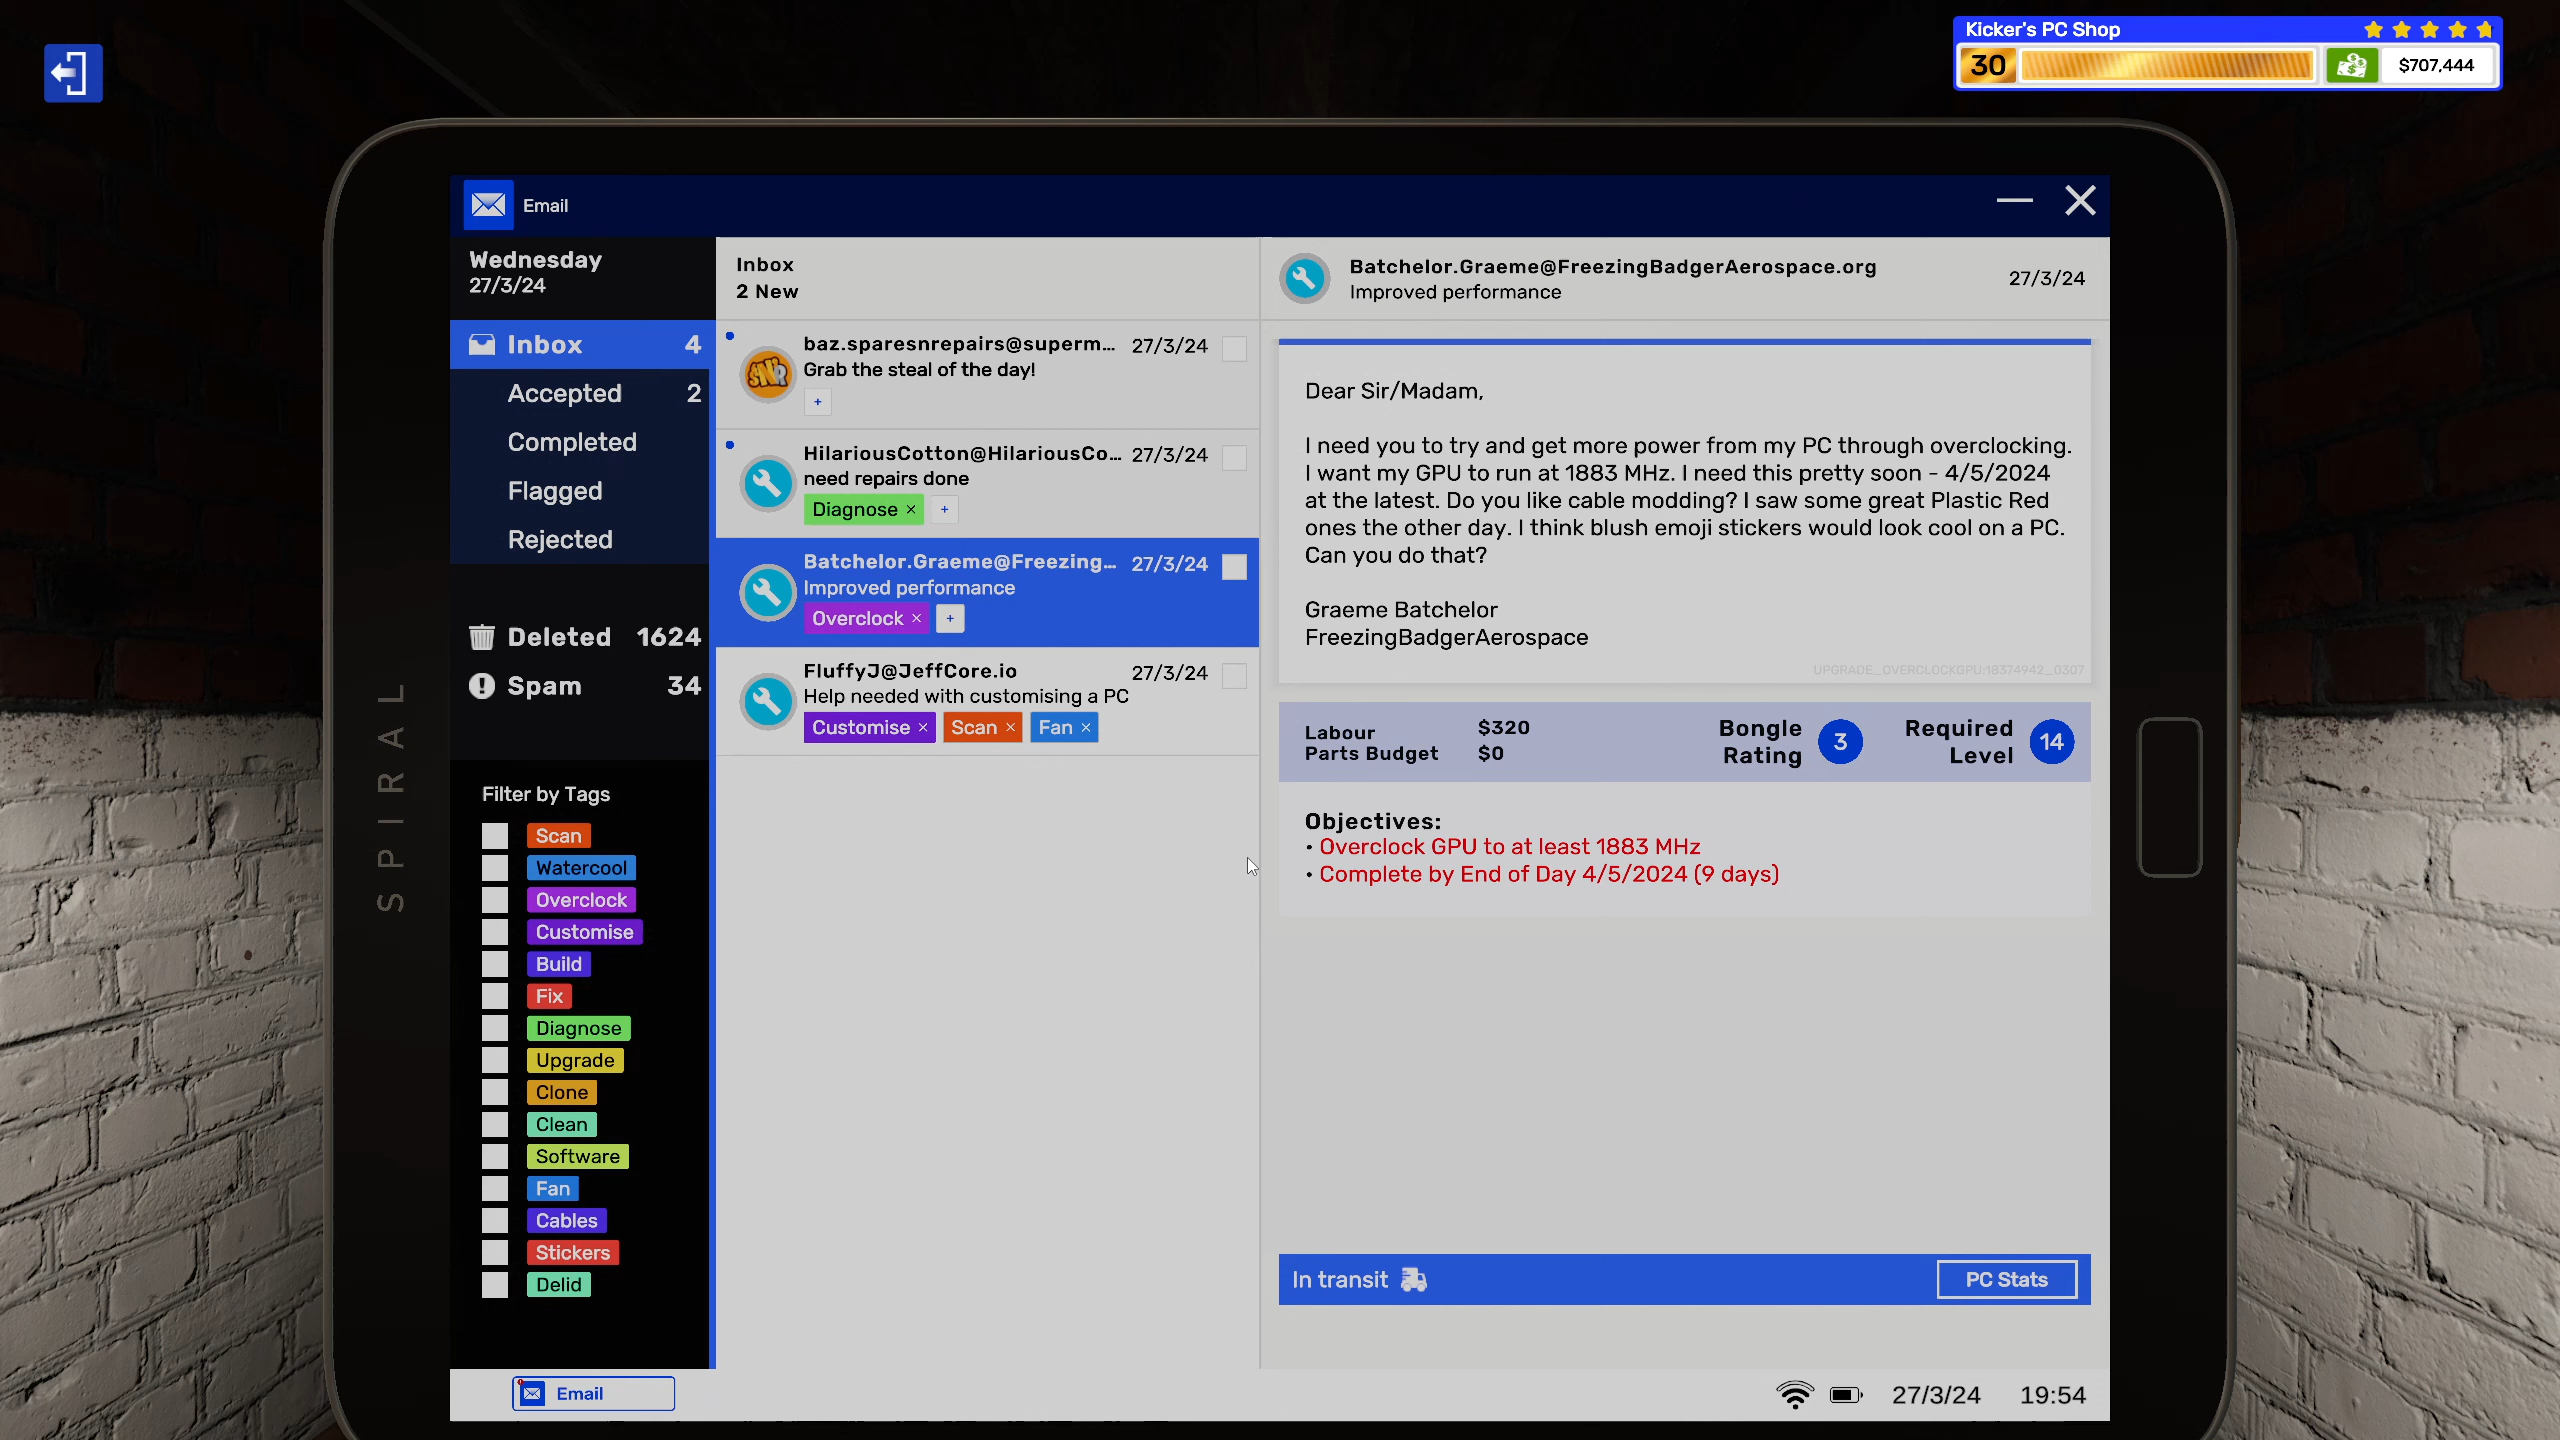 Kicker's PC Shop
30
$707,444
Email
Wednesday
27/3/24
Inbox 4
Accepted 2
Completed
Flagged
Rejected
Deleted 1624
Spam 34
Filter by Tags
Scan
Watercool
Overclock
Customise
Build
Fix
Diagnose
Upgrade
Clone
Clean
Software
Fan
Cables
Stickers
Delid
Inbox
2 New
SNR
baz.sparesnrepairs@superm... 27/3/24
Grab the steal of the day!
+
HilariousCotton@HilariousCo... 27/3/24
need repairs done
Diagnose × +
Batchelor.Graeme@Freezing... 27/3/24
Improved performance
Overclock × +
FluffyJ@JeffCore.io 27/3/24
Help needed with customising a PC
Customise × Scan × Fan ×
Batchelor.Graeme@FreezingBadgerAerospace.org
Improved performance
27/3/24
Dear Sir/Madam,
I need you to try and get more power from my PC through overclocking.
I want my GPU to run at 1883 MHz. I need this pretty soon - 4/5/2024
at the latest. Do you like cable modding? I saw some great Plastic Red
ones the other day. I think blush emoji stickers would look cool on a PC.
Can you do that?
Graeme Batchelor
FreezingBadgerAerospace
UPGRADE_OVERCLOCKGPU:18374942_0307
Labour $320
Parts Budget $0
Bongle
Rating
3
Required
Level
14
Objectives:
• Overclock GPU to at least 1883 MHz
• Complete by End of Day 4/5/2024 (9 days)
In transit
PC Stats
Email
27/3/24 19:54
SPIRAL